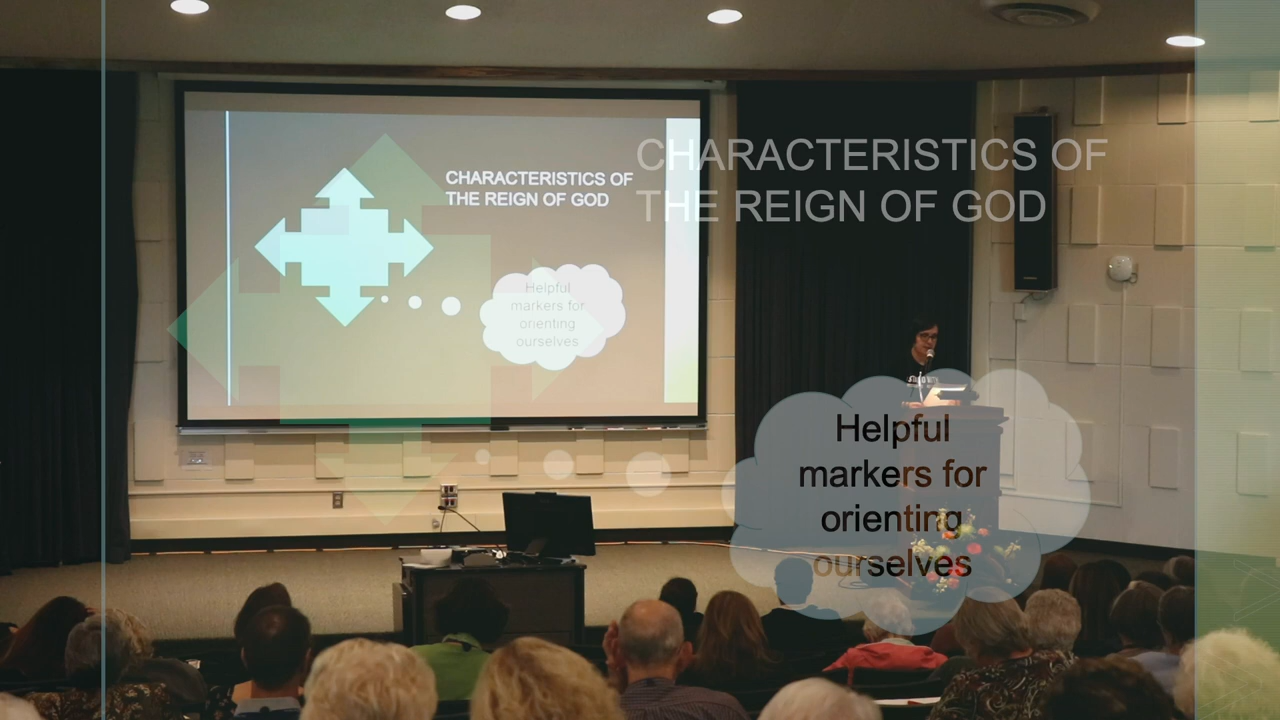 CHARACTERISTICS OF
THE REIGN OF GOD
Helpful
markers for
orienting
ourselves
CHARACTERISTICS OF
THE REIGN OF GOD
Helpful
markers for
orienting
ourselves